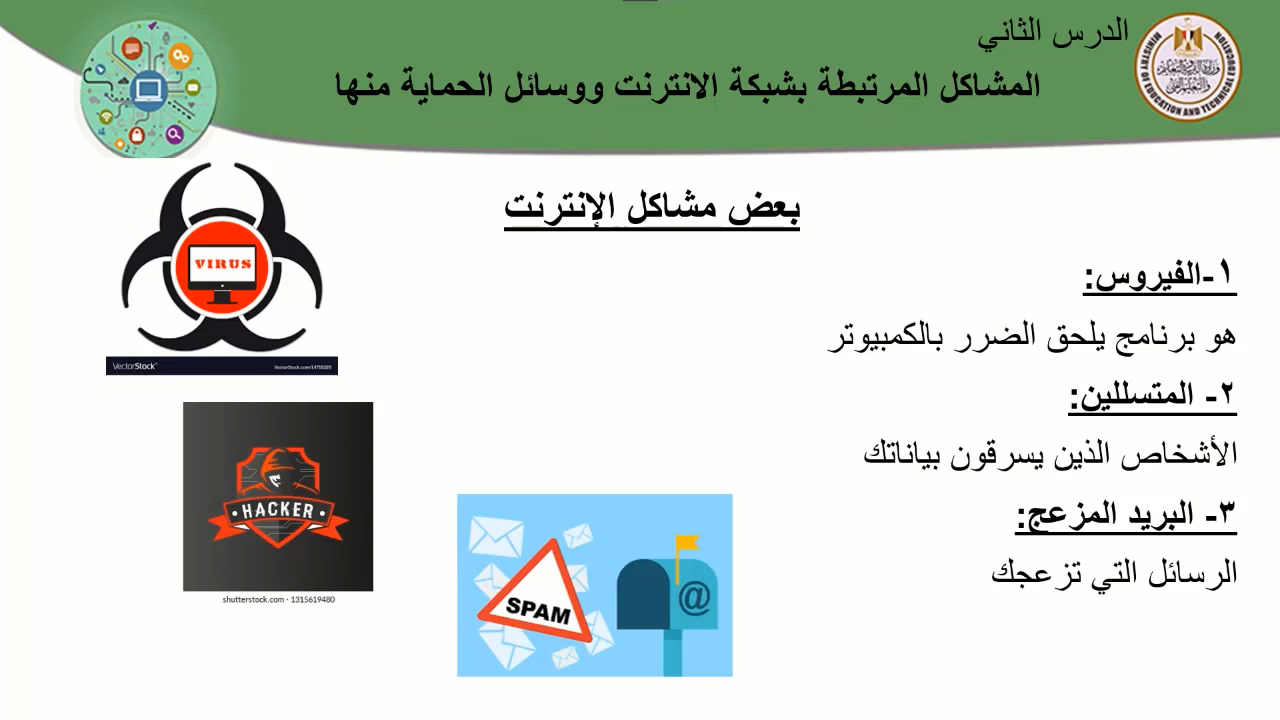 الدرس الثاني
المشاكل المرتبطة بشبكة الانترنت ووسائل الحماية منها
بعض مشاكل الإنترنت
١-الفيروس:
هو برنامج يلحق الضرر بالكمبيوتر
٢- المتسللين:
الأشخاص الذين يسرقون بياناتك
٣- البريد المزعج:
الرسائل التي تزعجك
VIRUS
VectorStock
HACKER
shutterstock.com · 1315619480
SPAM
@